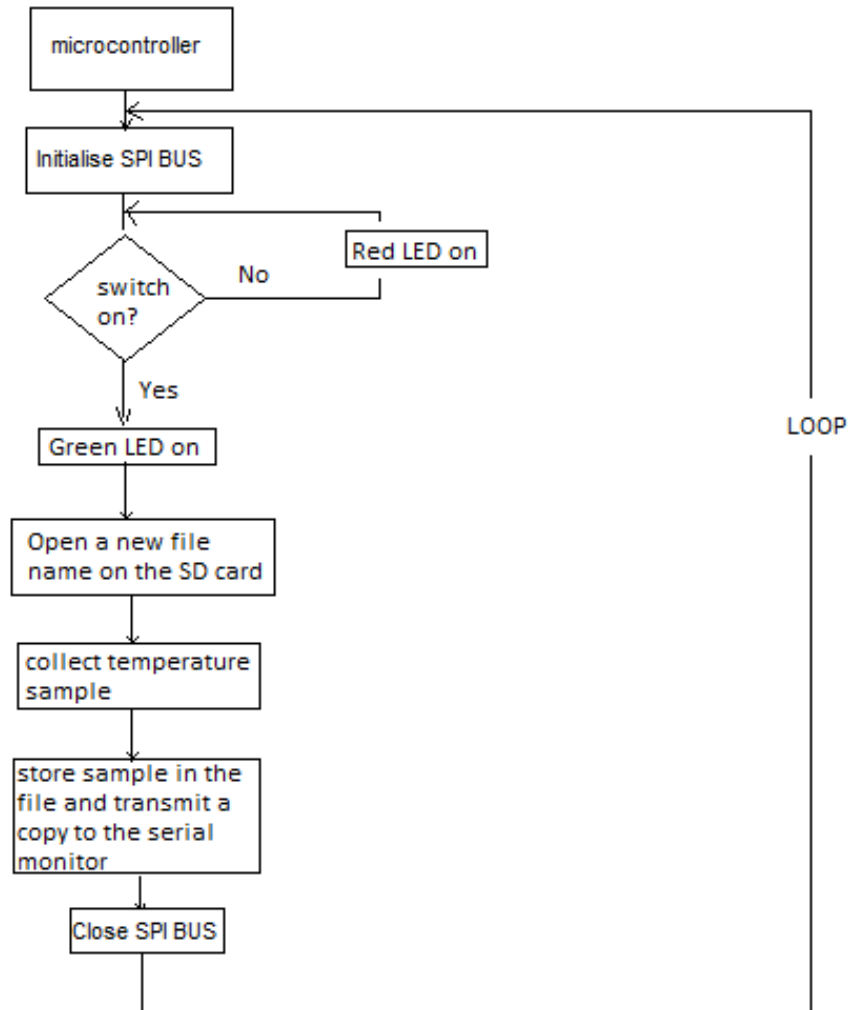 microcontroller
Initialise SPI BUS
Red LED on
No
switch
on?
Yes
LOOP
Green LED on
Open a new file
name on the SD card
collect temperature
sample
store sample in the
file and transmit a
copy to the serial
monitor
Close SPI BUS